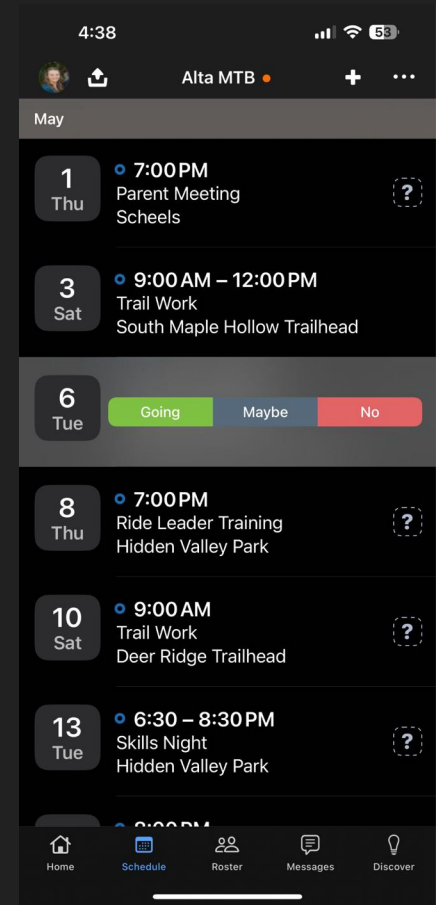 4:38
53
Alta MTB
May
1
Thu
7:00 PM
Parent Meeting
Scheels
?
3
Sat
9:00 AM – 12:00 PM
Trail Work
South Maple Hollow Trailhead
6
Tue
Going Maybe No
8
Thu
7:00 PM
Ride Leader Training
Hidden Valley Park
?
10
Sat
9:00 AM
Trail Work
Deer Ridge Trailhead
?
13
Tue
6:30 – 8:30 PM
Skills Night
Hidden Valley Park
?
Home Schedule Roster Messages Discover